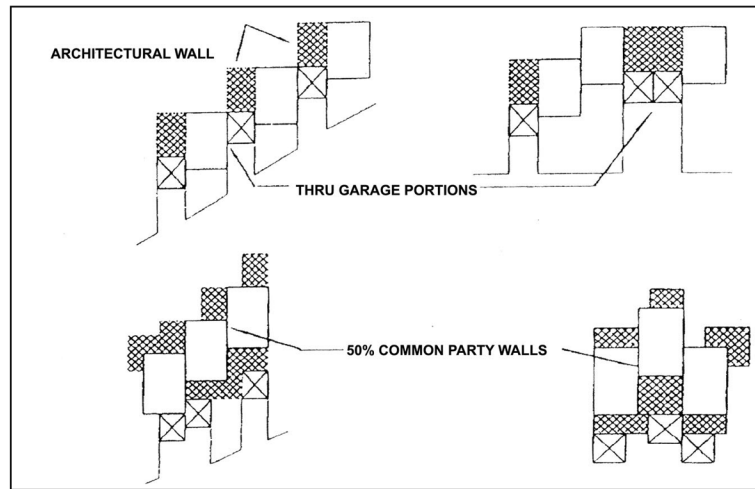 ARCHITECTURAL WALL
THRU GARAGE PORTIONS
50% COMMON PARTY WALLS